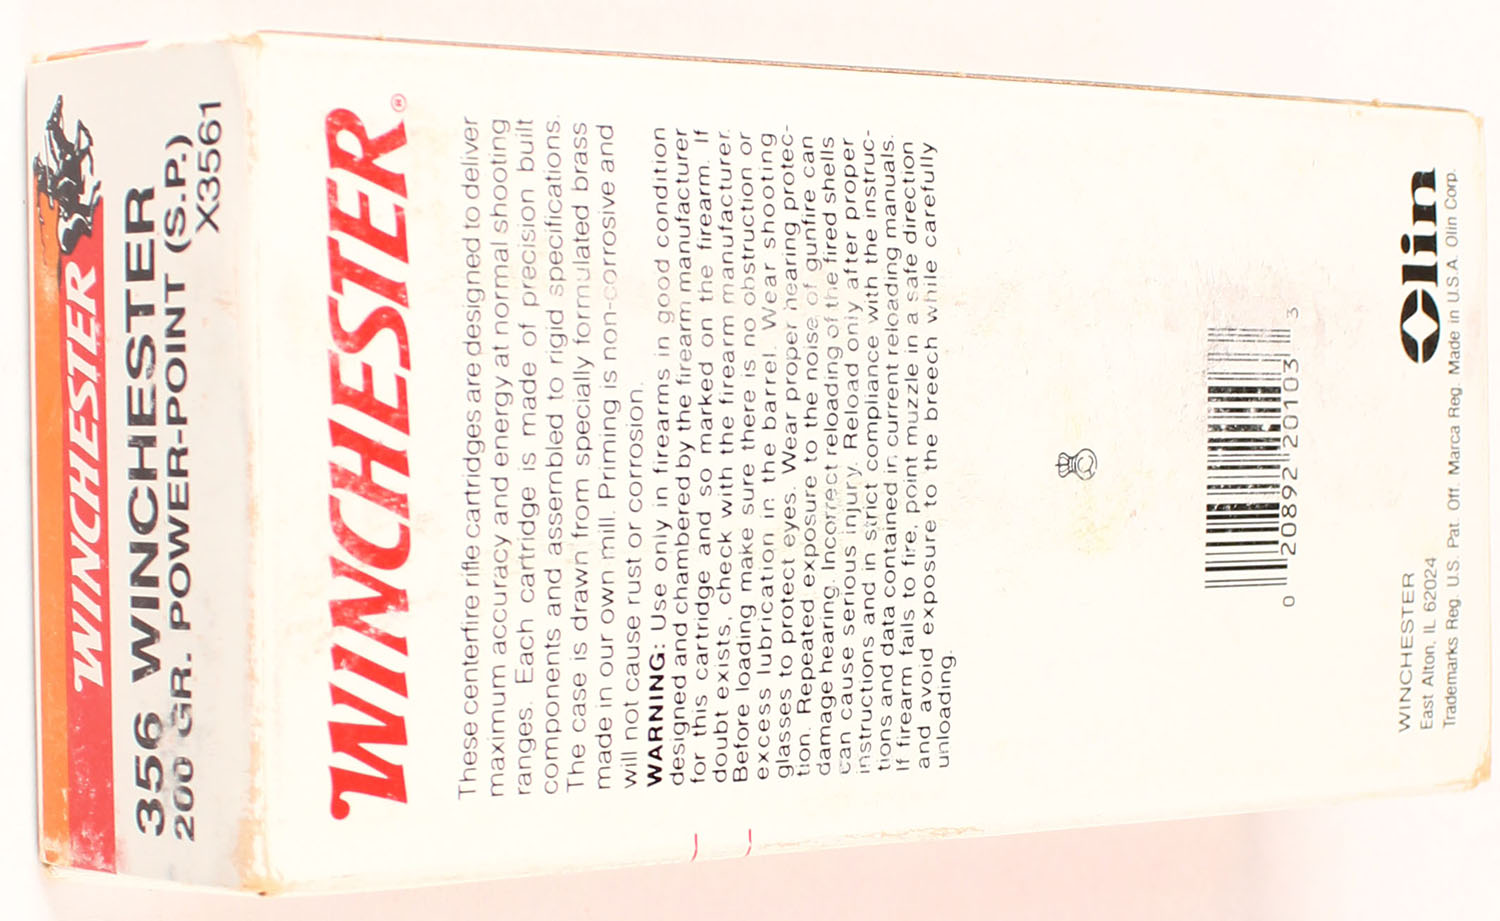 WINCHESTER
356 WINCHESTER
200 GR. POWER-POINT (S.P.)
X3561
WINCHESTER®
These centerfire rifle cartridges are designed to deliver
maximum accuracy and energy at normal shooting
ranges. Each cartridge is made of precision built
components and assembled to rigid specifications.
The case is drawn from specially formulated brass
made in our own mill. Priming is non-corrosive and
will not cause rust or corrosion.
WARNING: Use only in firearms in good condition
designed and chambered by the firearm manufacturer
for this cartridge and so marked on the firearm. If
doubt exists, check with the firearm manufacturer.
Before loading make sure there is no obstruction or
excess lubrication in the barrel. Wear shooting
glasses to protect eyes. Wear proper hearing protec-
tion. Repeated exposure to the noise of gunfire can
damage hearing. Incorrect reloading of the fired shells
can cause serious injury. Reload only after proper
instructions and in strict compliance with the instruc-
tions and data contained in current reloading manuals.
If firearm fails to fire, point muzzle in a safe direction
and avoid exposure to the breech while carefully
unloading.
0 20892 20103 3
Olin
WINCHESTER
East Alton, IL 62024
Trademarks Reg. U.S. Pat. Off. Marca Reg. Made in U.S.A. Olin Corp.